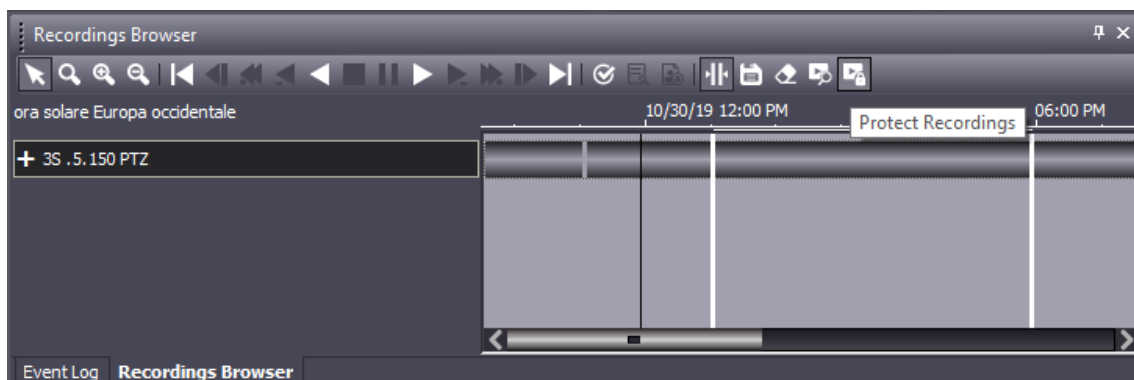 Recordings Browser
ora solare Europa occidentale
10/30/19 12:00 PM
06:00 PM
Protect Recordings
3S .5.150 PTZ
Event Log
Recordings Browser